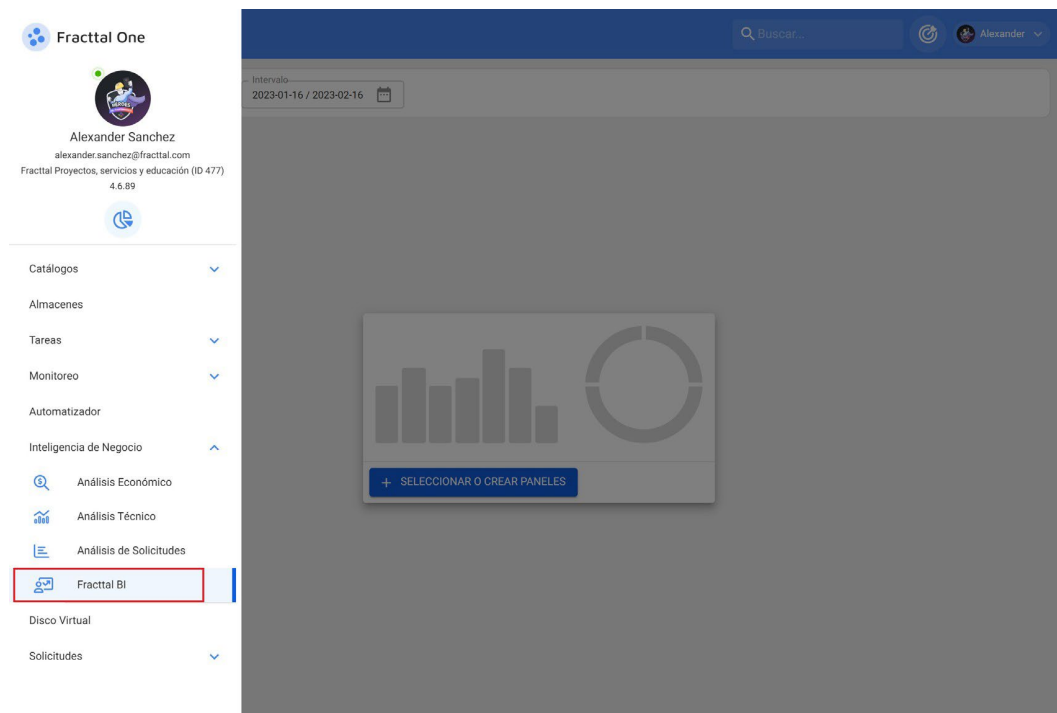 Fracttal One
Buscar...
Alexander
Intervalo
2023-01-16 / 2023-02-16
HEROES
Alexander Sanchez
alexander.sanchez@fracttal.com
Fracttal Proyectos, servicios y educación (ID 477)
4.6.89
Catálogos
Almacenes
Tareas
Monitoreo
Automatizador
Inteligencia de Negocio
Análisis Económico
Análisis Técnico
Análisis de Solicitudes
Fracttal BI
Disco Virtual
Solicitudes
+ SELECCIONAR O CREAR PANELES